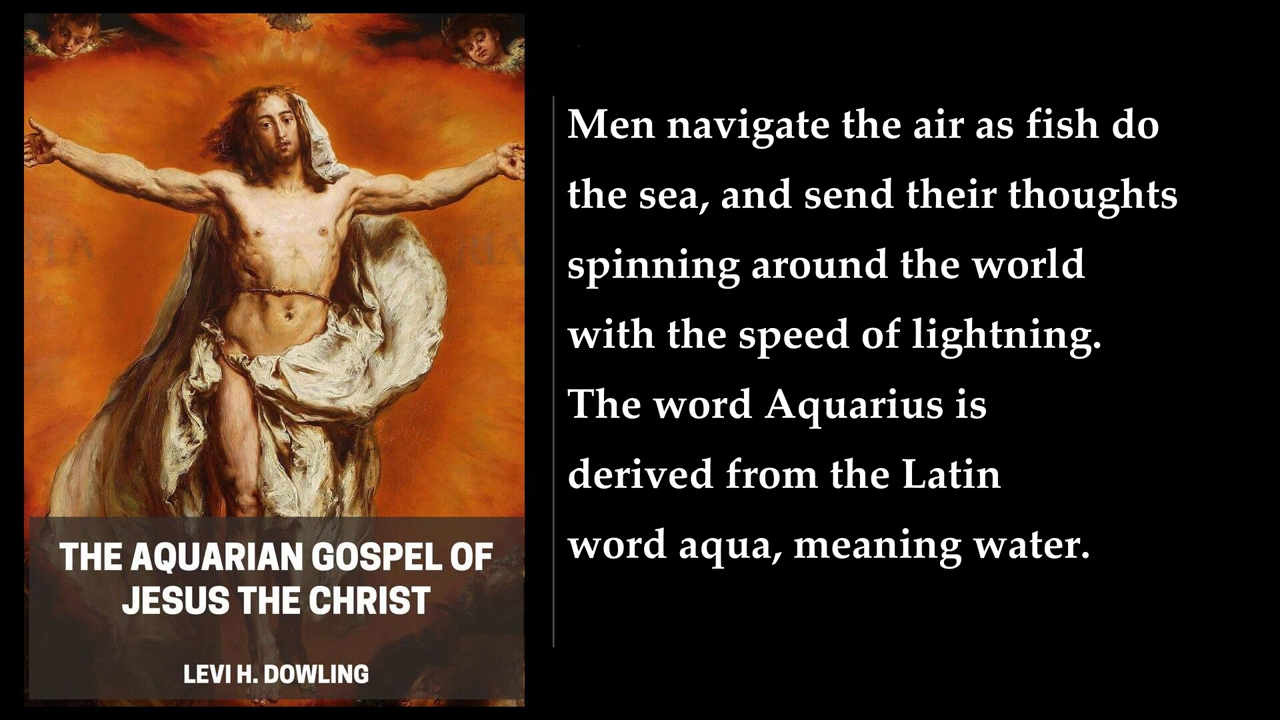 THE AQUARIAN GOSPEL OF
JESUS THE CHRIST
LEVI H. DOWLING
Men navigate the air as fish do
the sea, and send their thoughts
spinning around the world
with the speed of lightning.
The word Aquarius is
derived from the Latin
word aqua, meaning water.